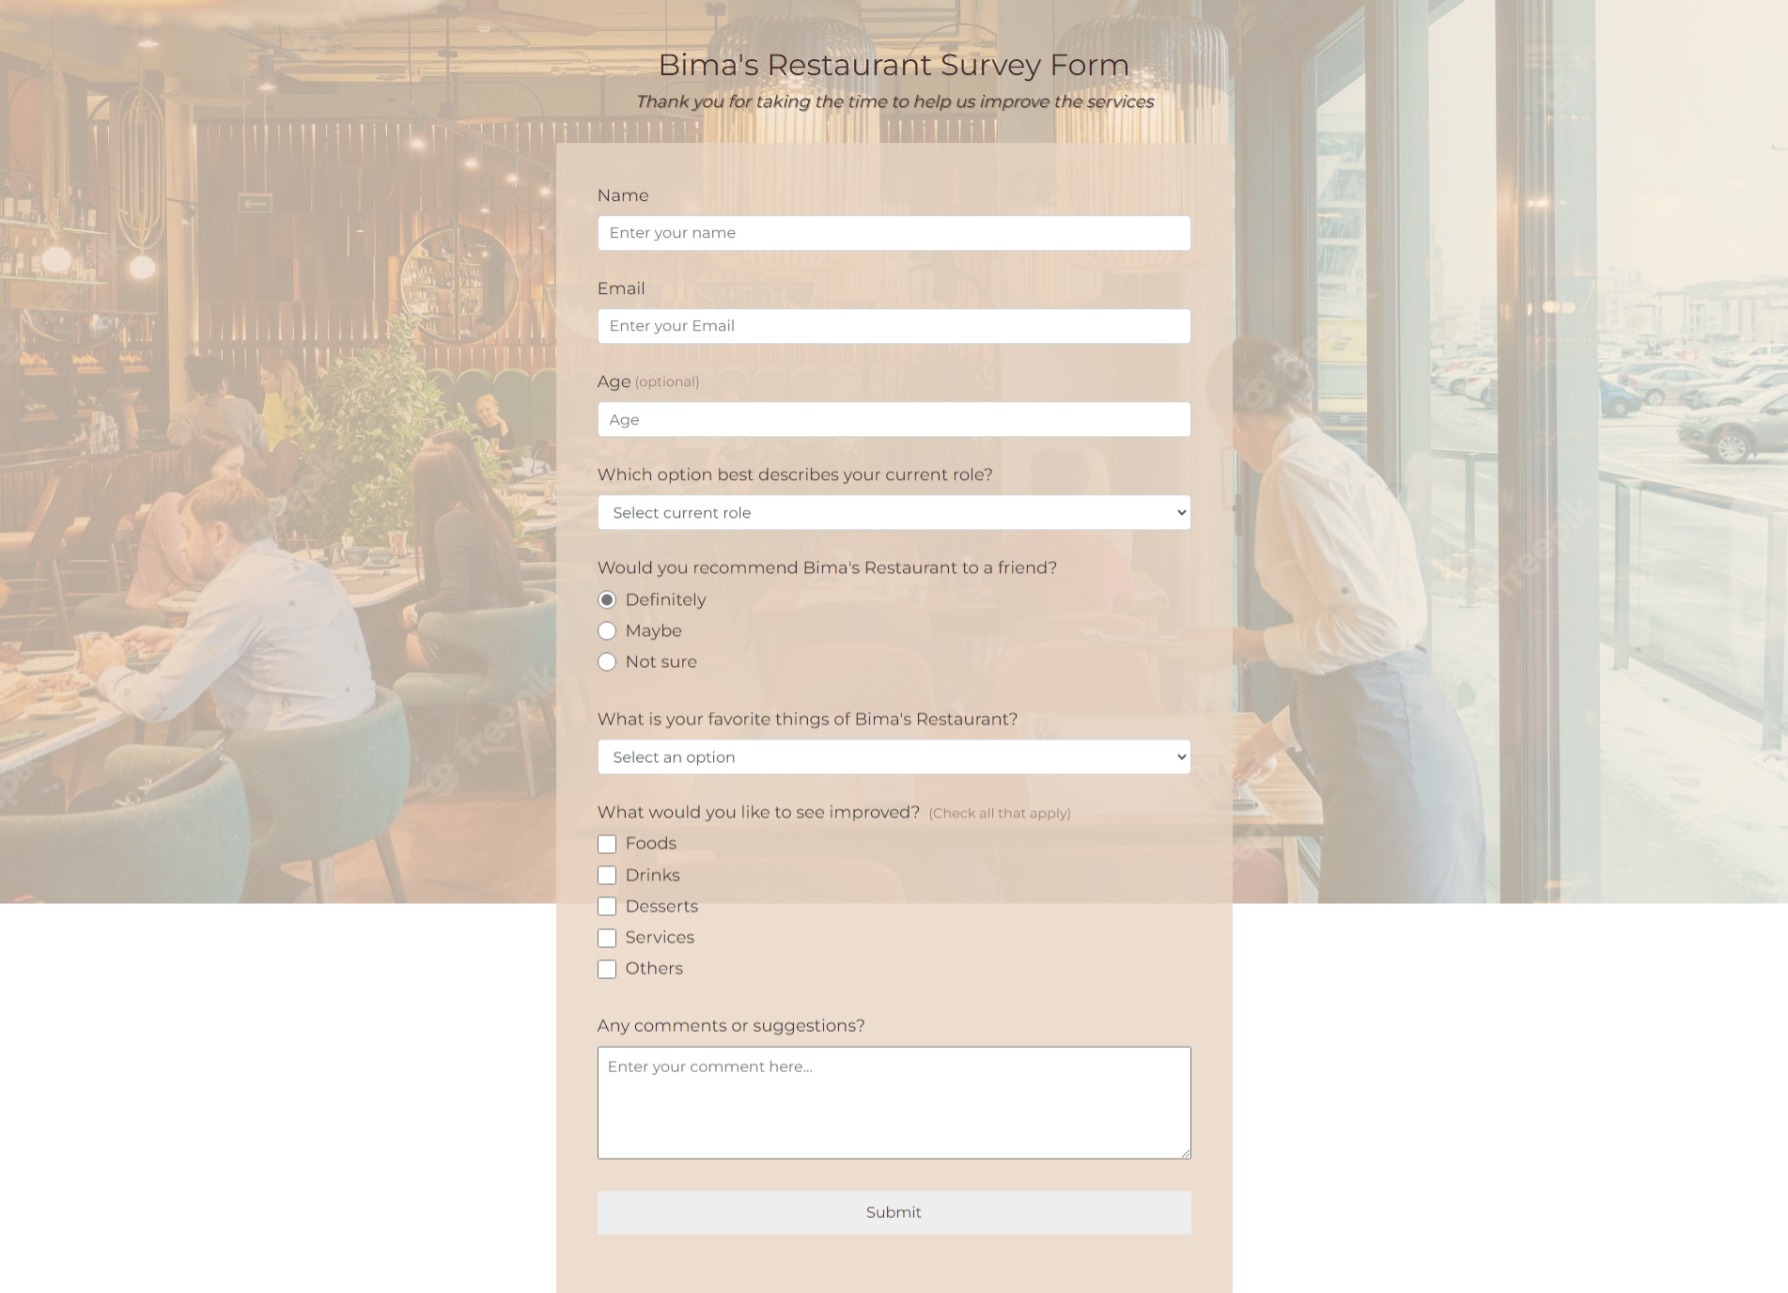 Bima's Restaurant Survey Form
Thank you for taking the time to help us improve the services
Name
Enter your name
Email
Enter your Email
Age (optional)
Age
Which option best describes your current role?
Select current role
Would you recommend Bima's Restaurant to a friend?
Definitely
Maybe
Not sure
What is your favorite things of Bima's Restaurant?
Select an option
What would you like to see improved? (Check all that apply)
Foods
Drinks
Desserts
Services
Others
Any comments or suggestions?
Enter your comment here...
Submit
freepik
freepik